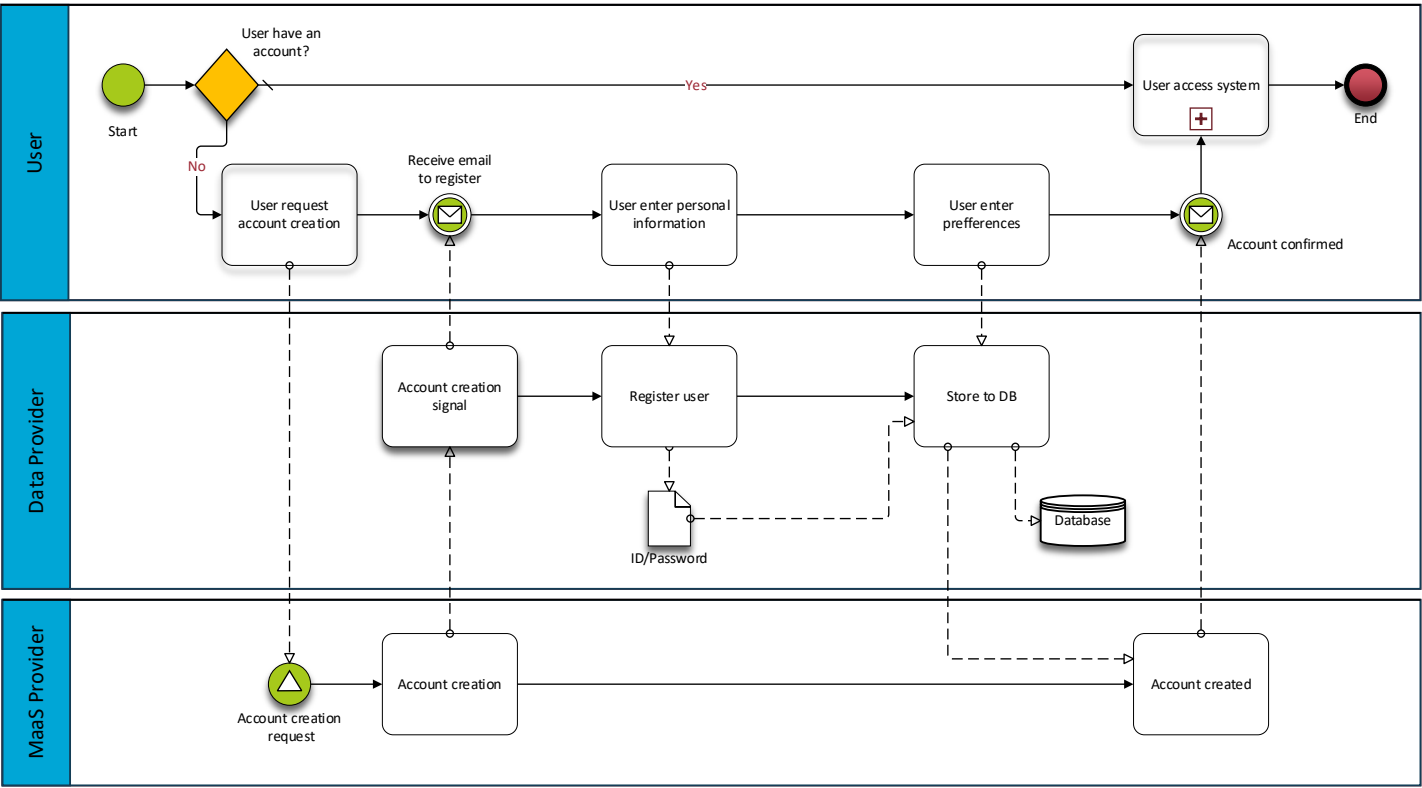 User
User have an
account?
Start
Yes
User access system
End
No
User request
account creation
Receive email
to register
User enter personal
information
User enter
prefferences
Account confirmed
Data Provider
Account creation
signal
Register user
Store to DB
ID/Password
Database
MaaS Provider
Account creation
request
Account creation
Account created